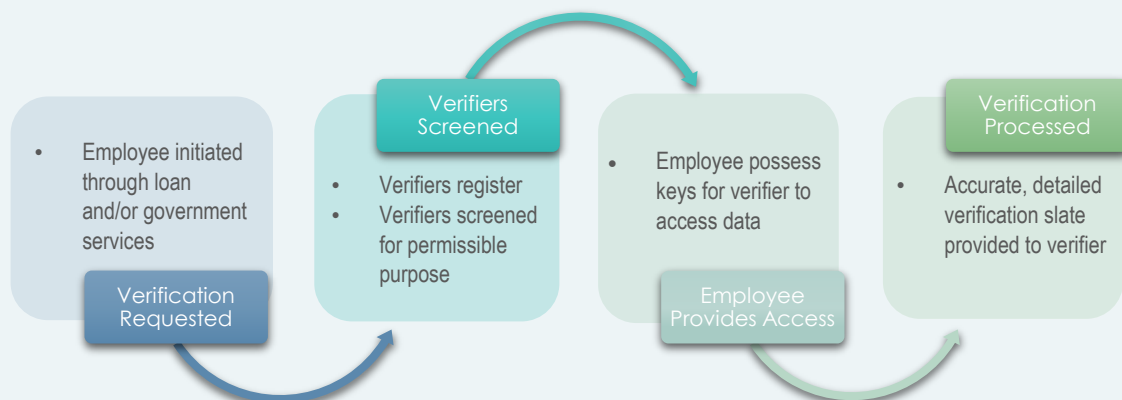 • Employee initiated
through loan
and/or government
services
Verification
Requested
Verifiers
Screened
• Verifiers register
• Verifiers screened
for permissible
purpose
• Employee possess
keys for verifier to
access data
Employee
Provides Access
Verification
Processed
• Accurate, detailed
verification slate
provided to verifier